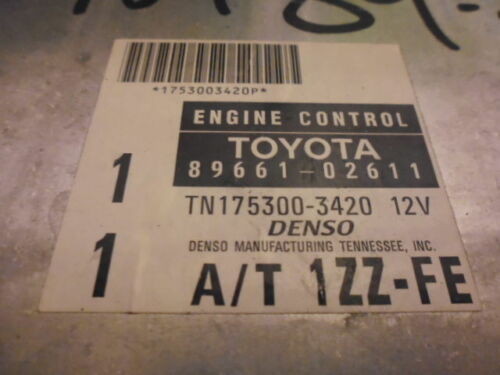 *1753003420P*
ENGINE CONTROL
TOYOTA
89661-02611
1
TN175300-3420 12V
DENSO
DENSO MANUFACTURING TENNESSEE, INC.
1
A/T 1ZZ-FE